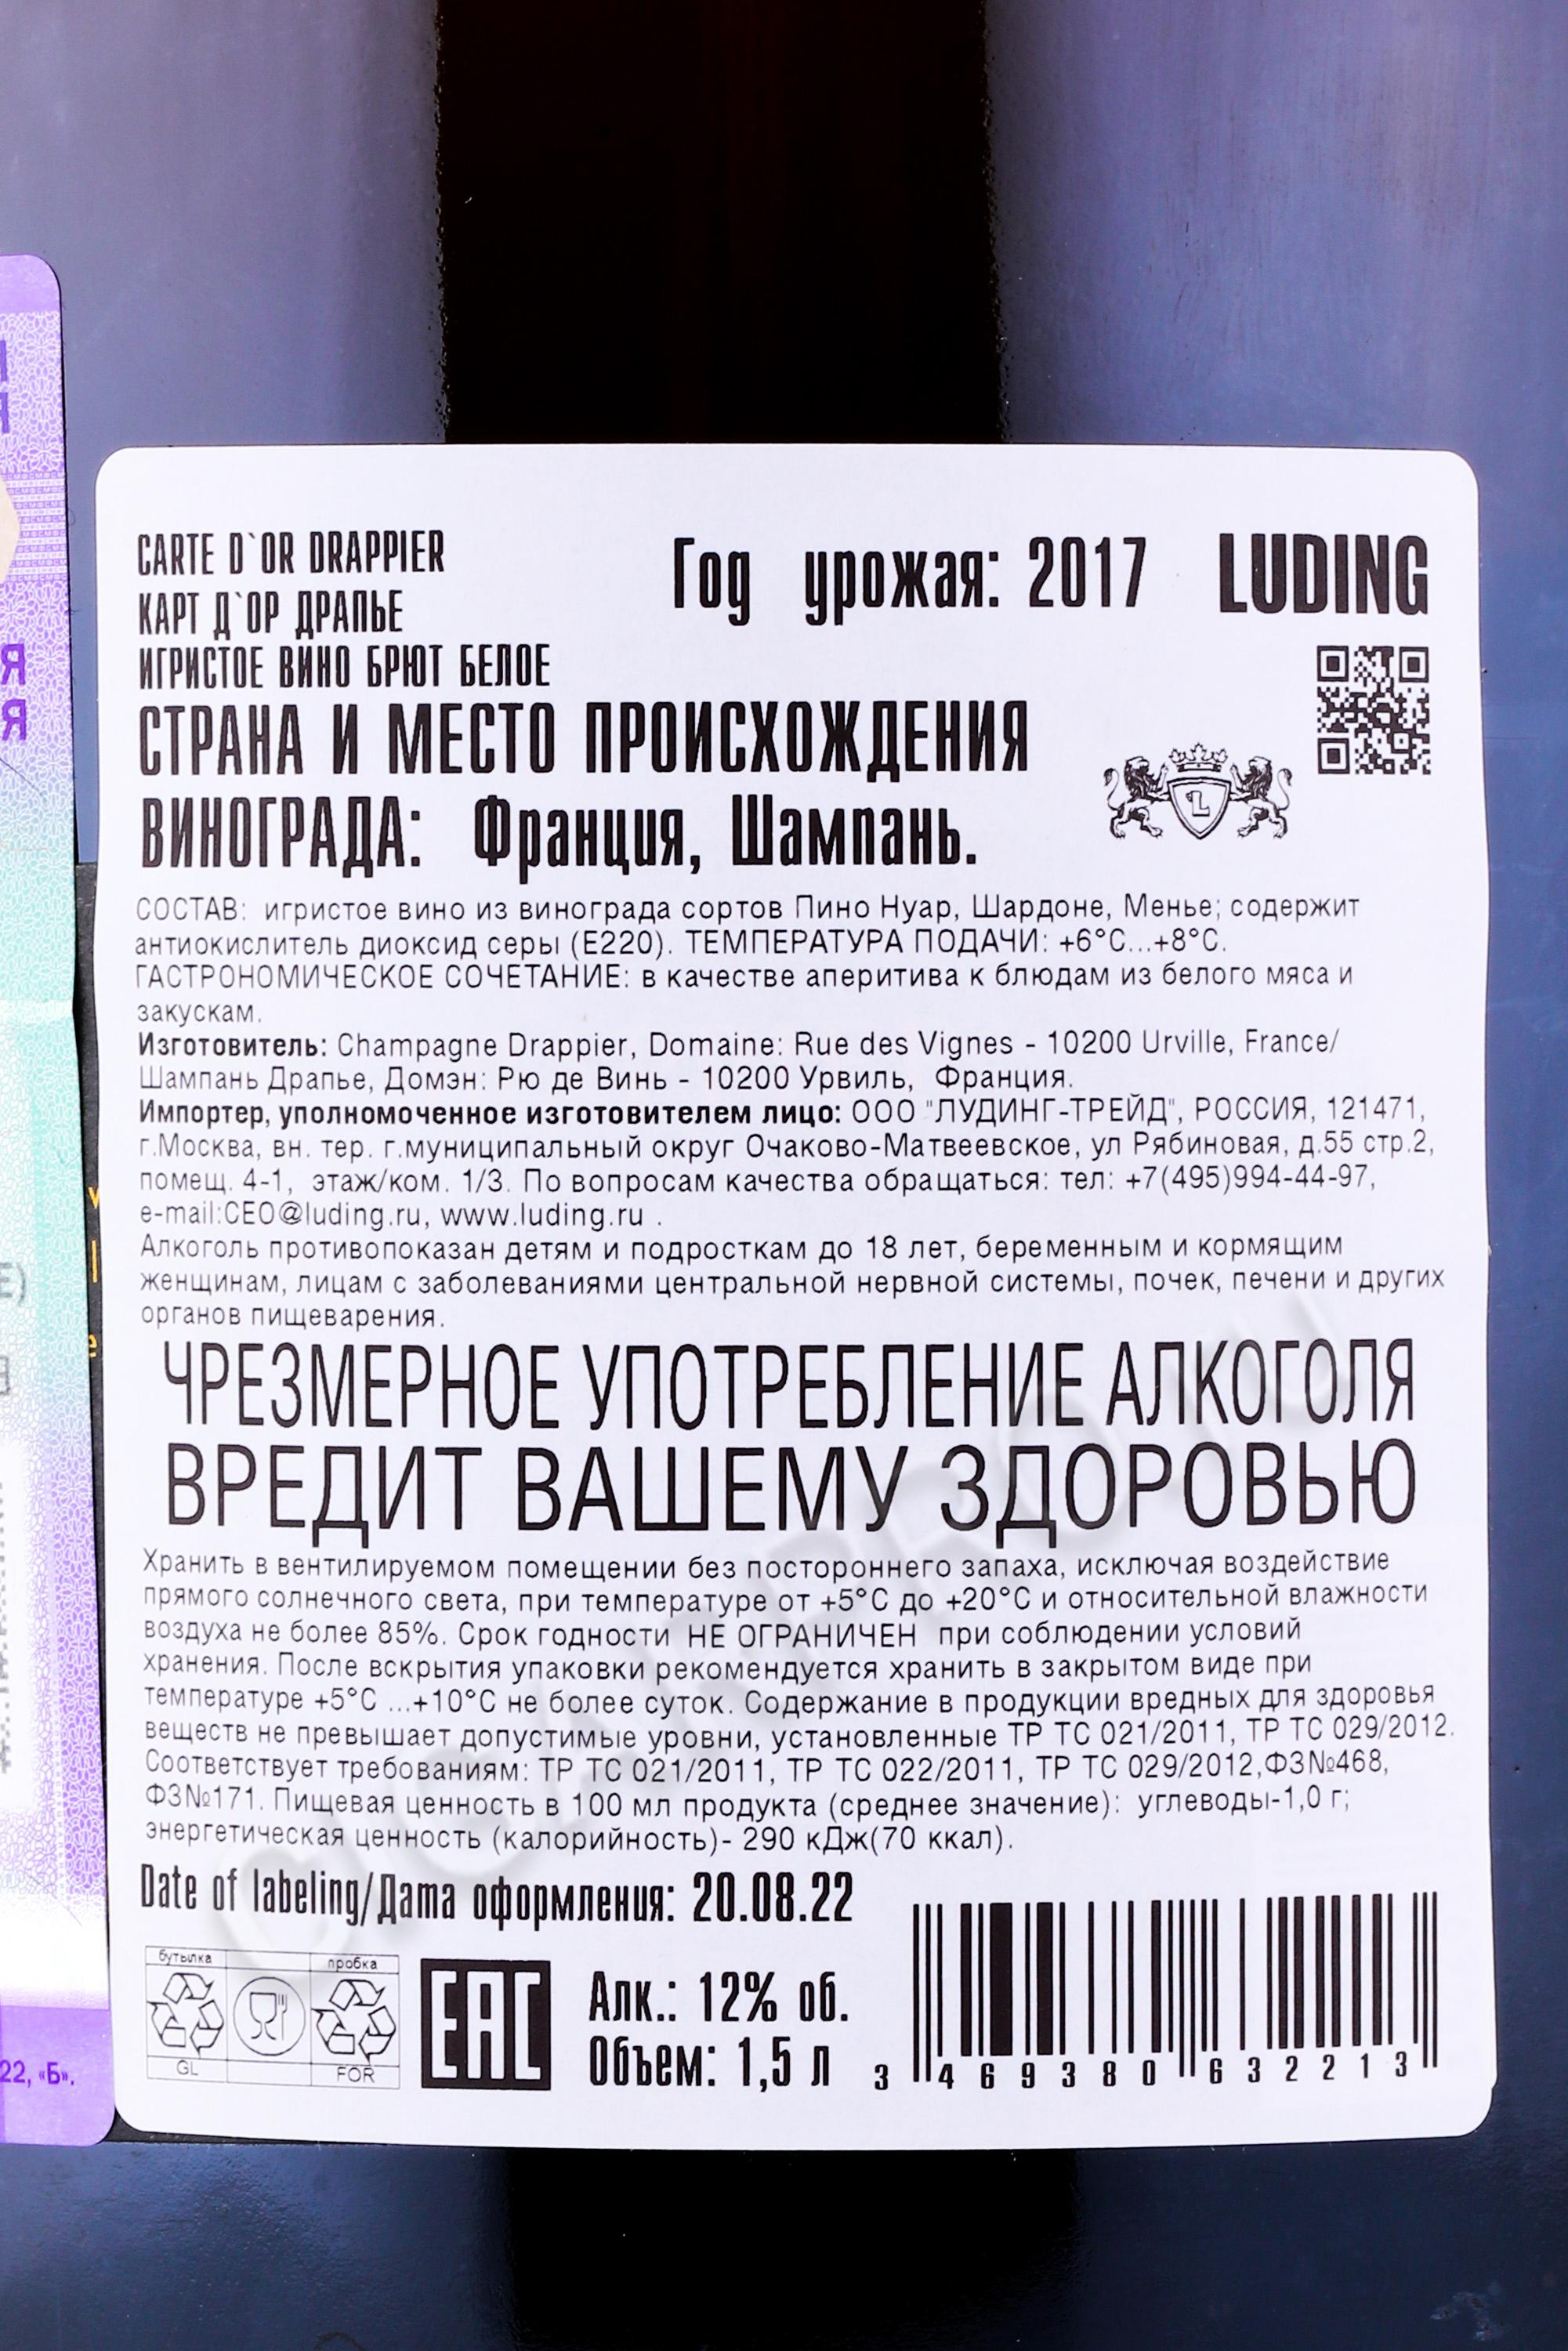 CARTE D`OR DRAPPIER
КАРТ Д`ОР ДРАПЬЕ
ИГРИСТОЕ ВИНО БРЮТ БЕЛОЕ
Год урожая: 2017
LUDING
СТРАНА И МЕСТО ПРОИСХОЖДЕНИЯ
ВИНОГРАДА: Франция, Шампань.
L
СОСТАВ: игристое вино из винограда сортов Пино Нуар, Шардоне, Менье; содержит
антиокислитель диоксид серы (Е220). ТЕМПЕРАТУРА ПОДАЧИ: +6°С...+8°С.
ГАСТРОНОМИЧЕСКОЕ СОЧЕТАНИЕ: в качестве аперитива к блюдам из белого мяса и
закускам.
Изготовитель: Champagne Drappier, Domaine: Rue des Vignes - 10200 Urville, France/
Шампань Драпье, Домэн: Рю де Винь - 10200 Урвиль, Франция.
Импортер, уполномоченное изготовителем лицо: ООО "ЛУДИНГ-ТРЕЙД", РОССИЯ, 121471,
г.Москва, вн. тер. г.муниципальный округ Очаково-Матвеевское, ул Рябиновая, д.55 стр.2,
помещ. 4-1, этаж/ком. 1/3. По вопросам качества обращаться: тел: +7(495)994-44-97,
e-mail:CEO@luding.ru, www.luding.ru .
Алкоголь противопоказан детям и подросткам до 18 лет, беременным и кормящим
женщинам, лицам с заболеваниями центральной нервной системы, почек, печени и других
органов пищеварения.
ЧРЕЗМЕРНОЕ УПОТРЕБЛЕНИЕ АЛКОГОЛЯ
ВРЕДИТ ВАШЕМУ ЗДОРОВЬЮ
Хранить в вентилируемом помещении без постороннего запаха, исключая воздействие
прямого солнечного света, при температуре от +5°С до +20°С и относительной влажности
воздуха не более 85%. Срок годности НЕ ОГРАНИЧЕН при соблюдении условий
хранения. После вскрытия упаковки рекомендуется хранить в закрытом виде при
температуре +5°С ...+10°С не более суток. Содержание в продукции вредных для здоровья
веществ не превышает допустимые уровни, установленные ТР ТС 021/2011, ТР ТС 029/2012.
Соответствует требованиям: ТР ТС 021/2011, ТР ТС 022/2011, ТР ТС 029/2012,ФЗ№468,
ФЗ№171. Пищевая ценность в 100 мл продукта (среднее значение): углеводы-1,0 г;
энергетическая ценность (калорийность)- 290 кДж(70 ккал).
Date of labeling/Дата оформления: 20.08.22
бутылка
пробка
GL
FOR
EAC
Алк.: 12% об.
Объем: 1,5 л
3 469380 632213
22, «Б».